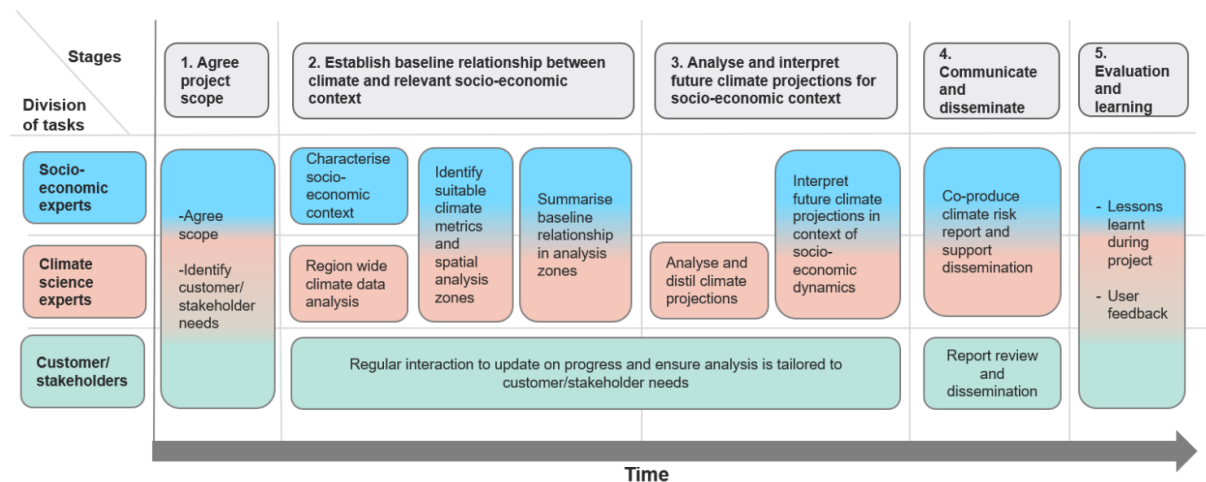 Stages
Division
of tasks
1. Agree
project
scope
2. Establish baseline relationship between
climate and relevant socio-economic
context
3. Analyse and interpret
future climate projections for
socio-economic context
4.
Communicate
and
disseminate
5.
Evaluation
and
learning
Socio-
economic
experts
Climate
science
experts
Customer/
stakeholders
-Agree
scope
-Identify
customer/
stakeholder
needs
Characterise
socio-
economic
context
Region wide
climate data
analysis
Identify
suitable
climate
metrics
and
spatial
analysis
zones
Summarise
baseline
relationship
in analysis
zones
Analyse and
distil climate
projections
Interpret
future climate
projections in
context of
socio-
economic
dynamics
Co-produce
climate risk
report and
support
dissemination
- Lessons
learnt
during
project
- User
feedback
Regular interaction to update on progress and ensure analysis is tailored to
customer/stakeholder needs
Report review
and
dissemination
Time